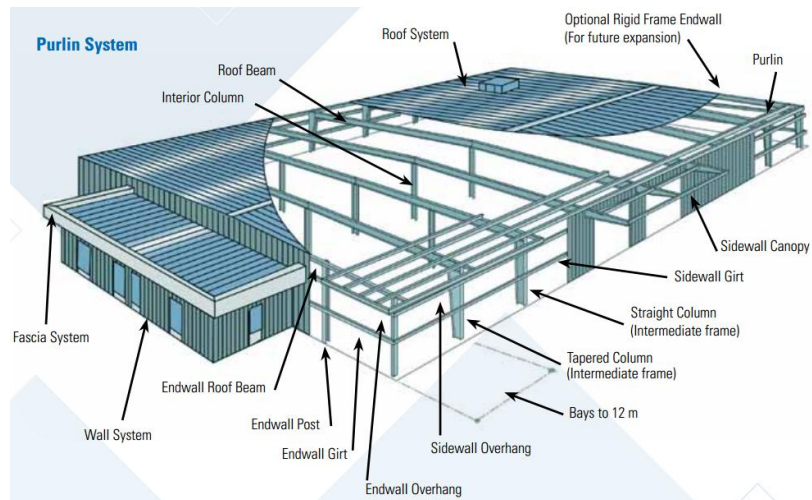 Purlin System
Roof System
Optional Rigid Frame Endwall
(For future expansion)
Purlin
Roof Beam
Interior Column
Sidewall Canopy
Sidewall Girt
Straight Column
(Intermediate frame)
Tapered Column
(Intermediate frame)
Bays to 12 m
Fascia System
Wall System
Endwall Roof Beam
Endwall Post
Endwall Girt
Endwall Overhang
Sidewall Overhang